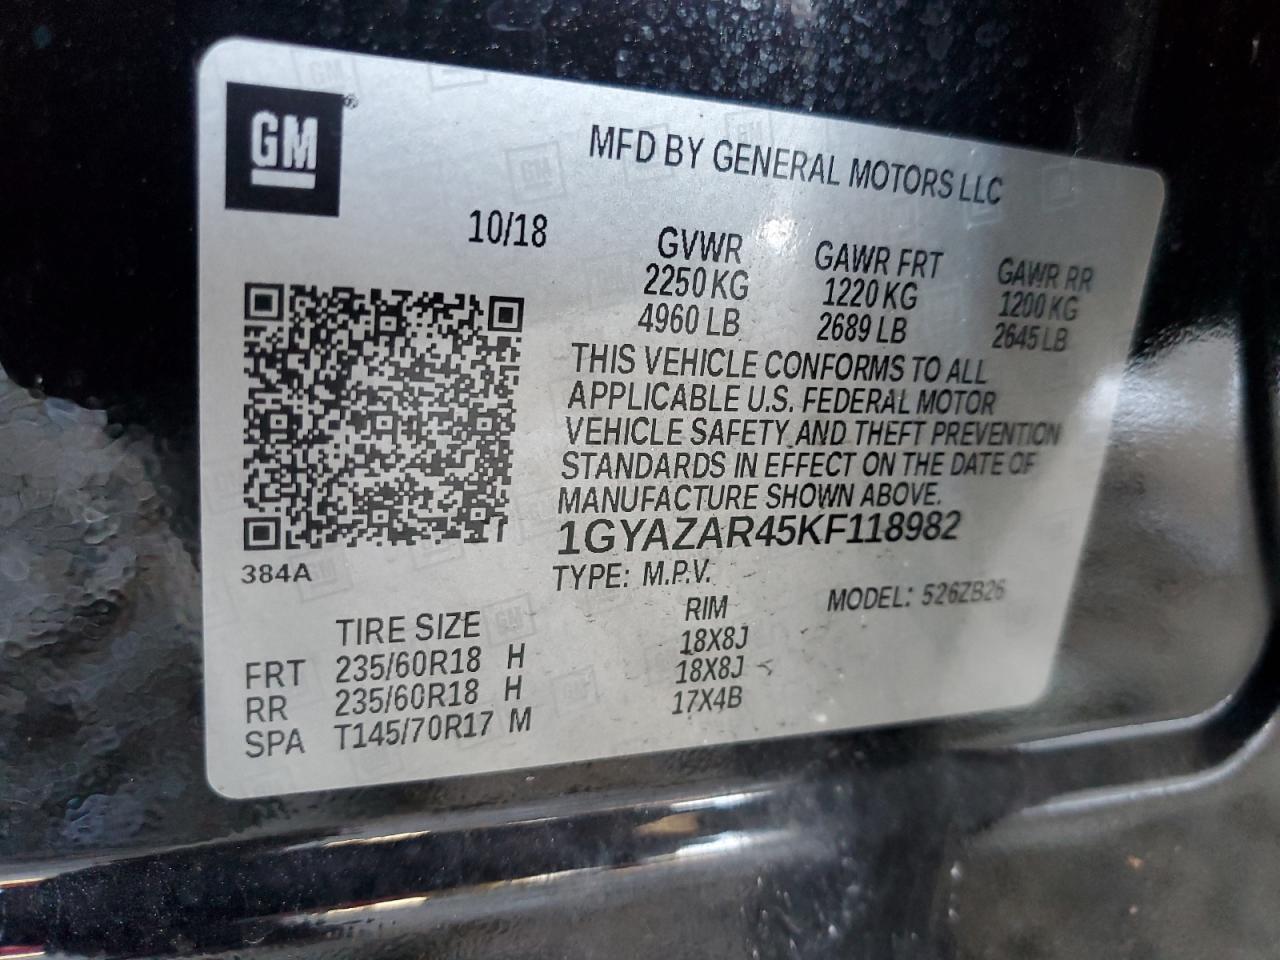 GM®
MFD BY GENERAL MOTORS LLC
10/18
GVWR GAWR FRT GAWR RR
2250 KG 1220 KG 1200 KG
4960 LB 2689 LB 2645 LB
THIS VEHICLE CONFORMS TO ALL
APPLICABLE U.S. FEDERAL MOTOR
VEHICLE SAFETY AND THEFT PREVENTION
STANDARDS IN EFFECT ON THE DATE OF
MANUFACTURE SHOWN ABOVE.
1GYAZAR45KF118982
384A
TYPE: M.P.V. MODEL: 526ZB26
TIRE SIZE RIM
FRT 235/60R18 H 18X8J
RR 235/60R18 H 18X8J
SPA T145/70R17 M 17X4B